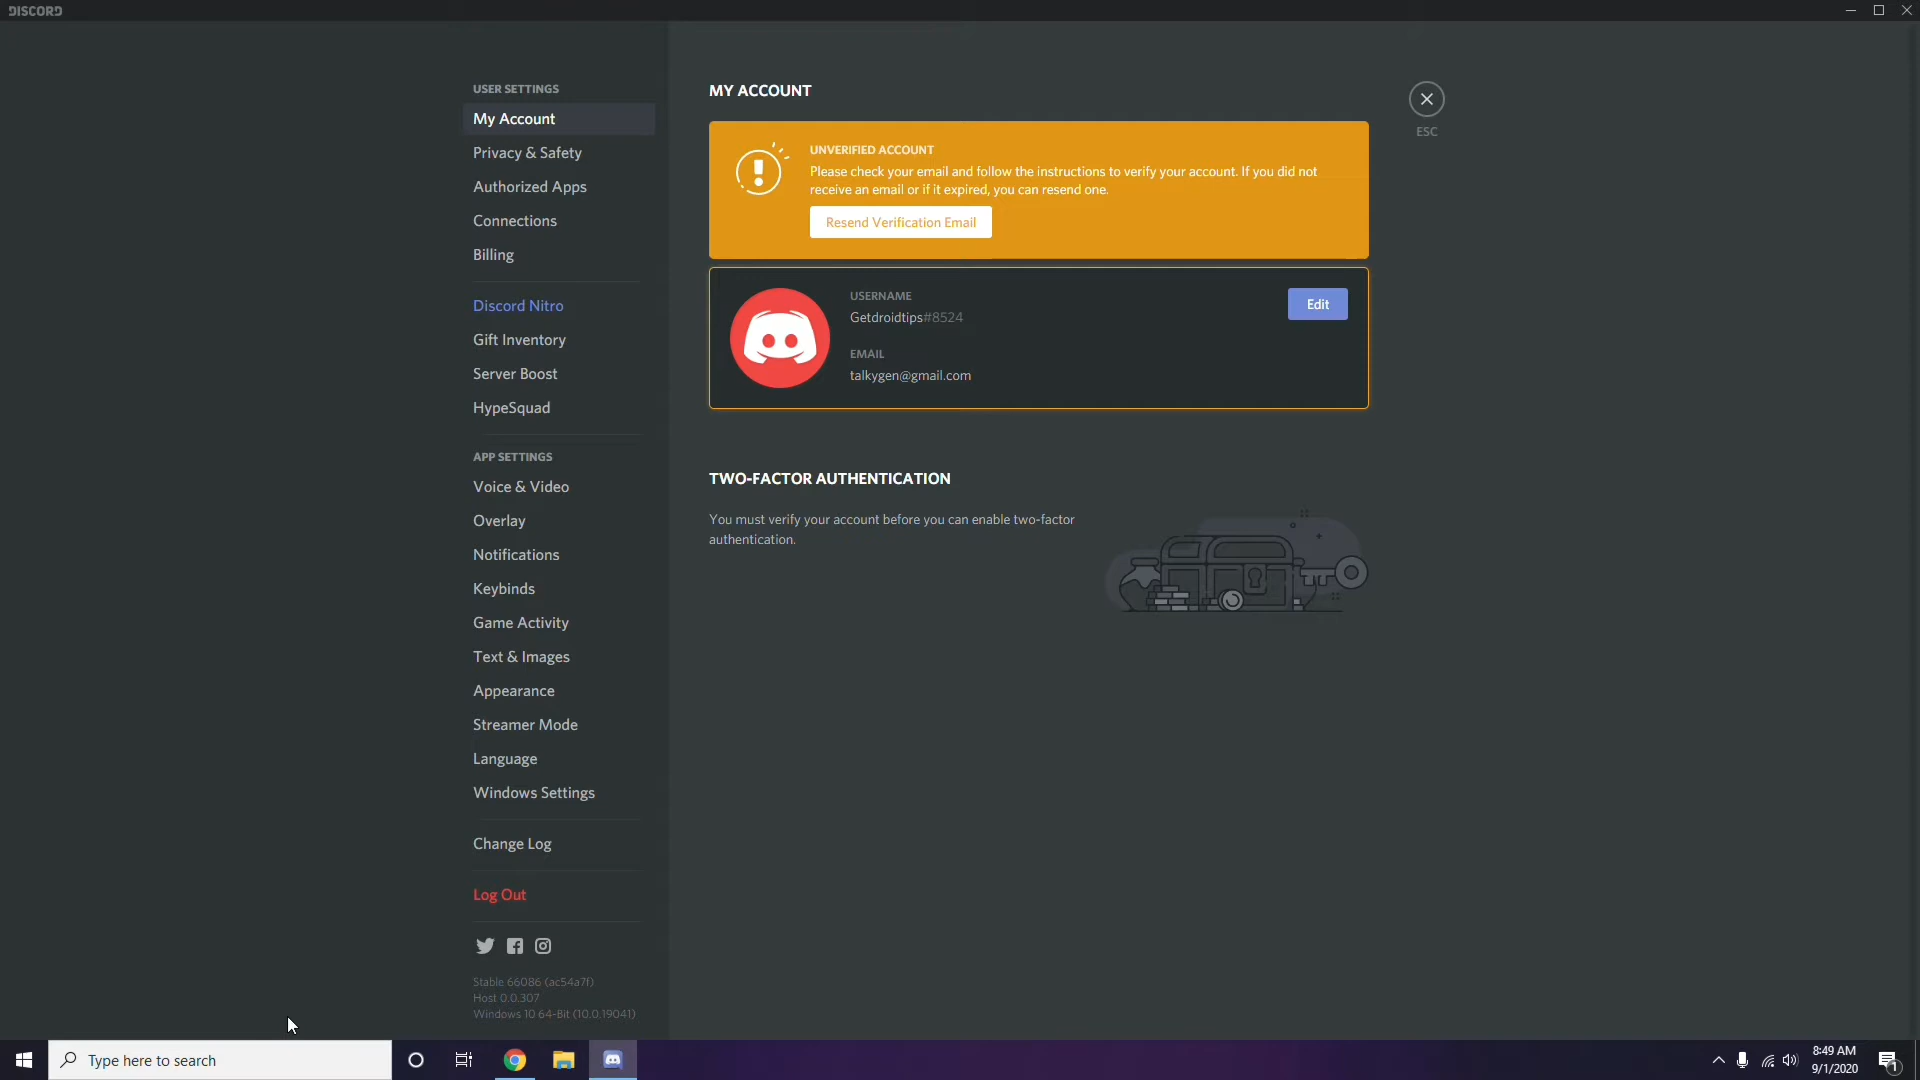 DISCORD
USER SETTINGS
My Account
Privacy & Safety
Authorized Apps
Connections
Billing
Discord Nitro
Gift Inventory
Server Boost
HypeSquad
APP SETTINGS
Voice & Video
Overlay
Notifications
Keybinds
Game Activity
Text & Images
Appearance
Streamer Mode
Language
Windows Settings
Change Log
Log Out
Stable 66086 (ac54a7f)
Host 0.0.307
Windows 10 64-Bit (10.0.19041)
MY ACCOUNT
ESC
UNVERIFIED ACCOUNT
Please check your email and follow the instructions to verify your account. If you did not
receive an email or if it expired, you can resend one.
Resend Verification Email
USERNAME
Getdroidtips#8524
Edit
EMAIL
talkygen@gmail.com
TWO-FACTOR AUTHENTICATION
You must verify your account before you can enable two-factor
authentication.
Type here to search
8:49 AM
9/1/2020
1